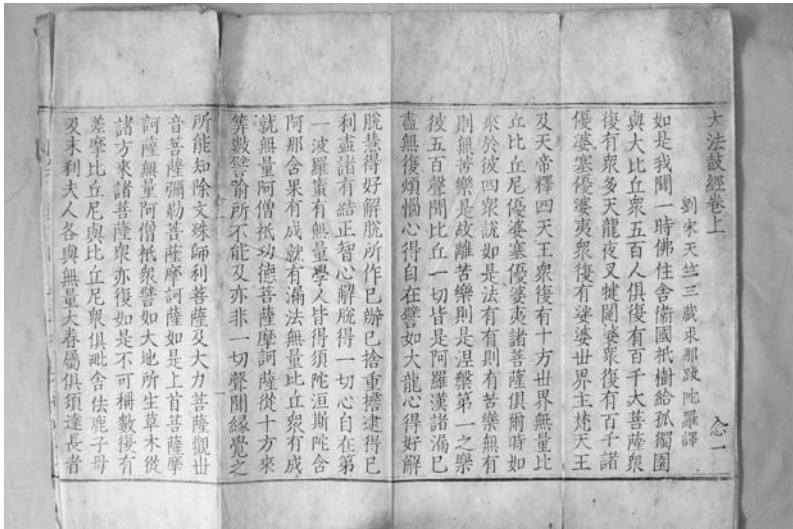 大法鼓經卷上
念一
劉宋天竺三藏求那跋陀羅譯
如是我聞一時佛住舍衛國祇樹給孤獨園
與大比丘衆五百人俱復有百千大菩薩衆
復有衆多天龍夜叉犍闥婆衆復有百千諸
優婆塞優婆夷衆復有娑婆世界主梵天王
及天帝釋四天王衆復有十方世界無量比
丘比丘尼優婆塞優婆夷諸菩薩俱爾時如
來於彼四衆說如是法有有則有苦樂無有
則無苦樂是故離苦樂則是涅槃第一之樂
彼五百聲聞比丘一切皆是阿羅漢諸漏已
盡無復煩惱心得自在譬如大龍心得好解
脫慧得好解脫所作已辦已捨重擔逮得已
利盡諸有結正智心解脫得一切心自在第
一波羅蜜有無量學人皆得須陀洹斯陀含
阿那含果有成就有漏法無量比丘衆有成
就無量阿僧祇功德菩薩摩訶薩從十方來
筭數譬喻所不能及亦非一切聲聞緣覺之
所能知除文殊師利菩薩及大力菩薩觀世
音菩薩彌勒菩薩摩訶薩如是上首菩薩摩
訶薩無量阿僧祇衆譬如大地所生草木從
諸方來諸菩薩衆亦復如是不可稱數復有
差摩比丘尼與比丘尼衆俱毗舍佉鹿子母
及末利夫人各與無量大眷屬俱須達長者